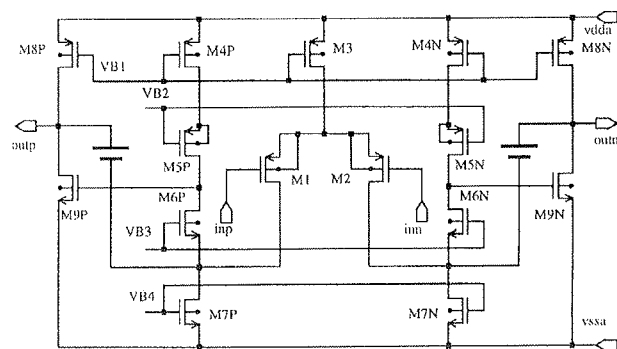 vdda
M8P
M4P
M3
M4N
M8N
VB1
VB2
outp
outn
M5P
M5N
M1
M2
M6P
M6N
M9P
M9N
inp
inn
VB3
VB4
M7P
M7N
vssa